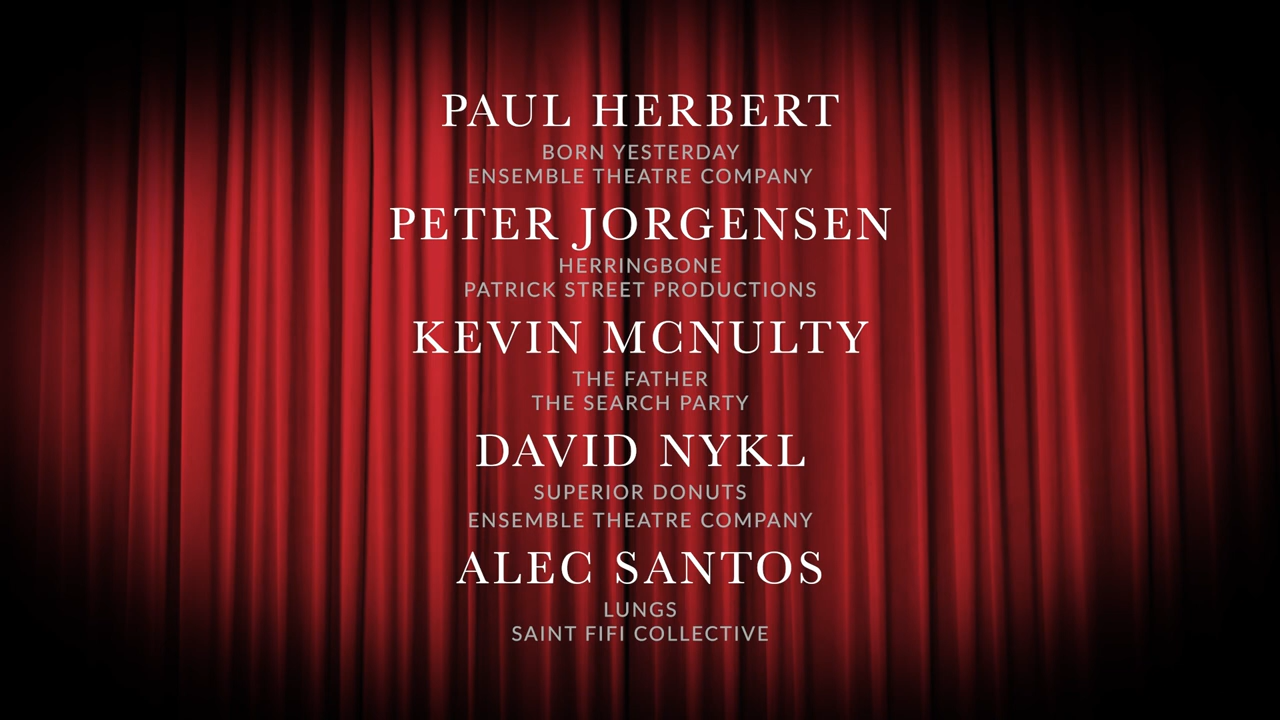 PAUL HERBERT
BORN YESTERDAY
ENSEMBLE THEATRE COMPANY
PETER JORGENSEN
HERRINGBONE
PATRICK STREET PRODUCTIONS
KEVIN MCNULTY
THE FATHER
THE SEARCH PARTY
DAVID NYKL
SUPERIOR DONUTS
ENSEMBLE THEATRE COMPANY
ALEC SANTOS
LUNGS
SAINT FIFI COLLECTIVE